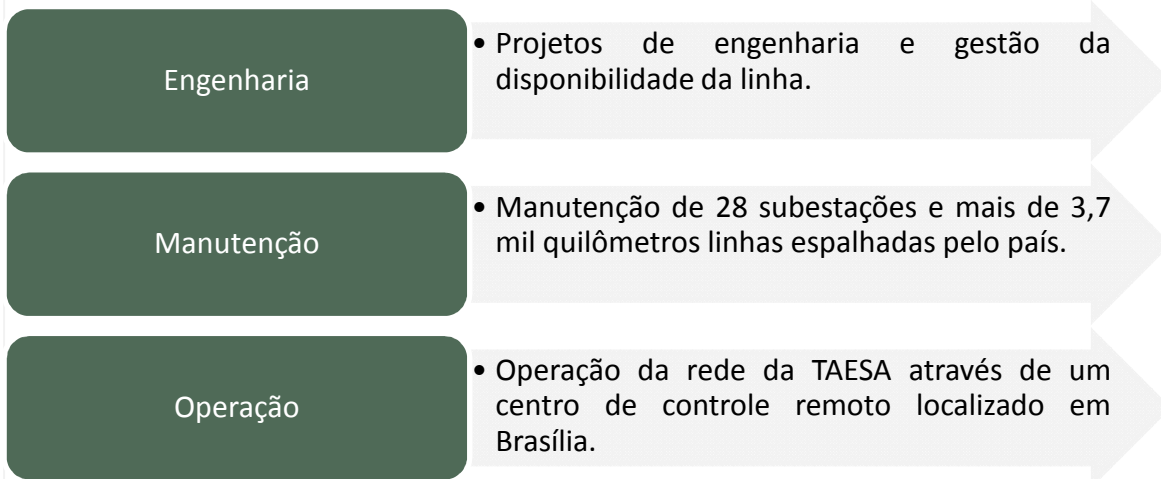 Engenharia
• Projetos de engenharia e gestão da
disponibilidade da linha.
Manutenção
• Manutenção de 28 subestações e mais de 3,7
mil quilômetros linhas espalhadas pelo país.
Operação
• Operação da rede da TAESA através de um
centro de controle remoto localizado em
Brasília.